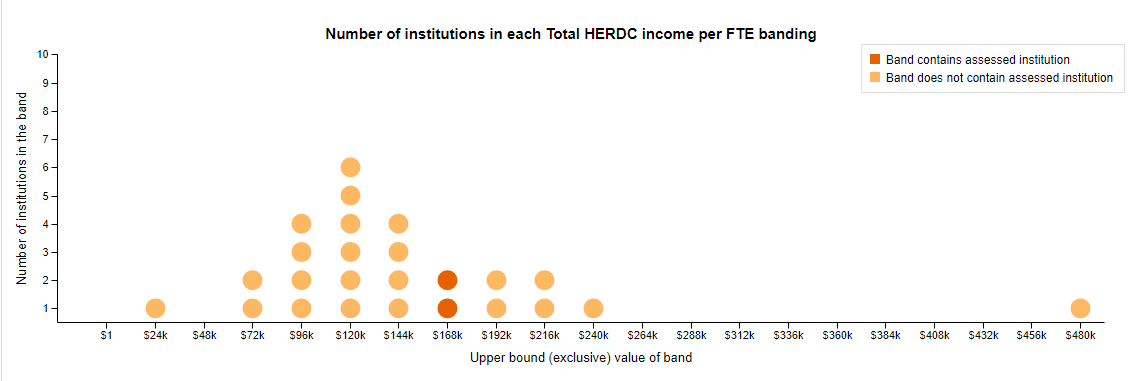 Number of institutions in each Total HERDC income per FTE banding
Band contains assessed institution
Band does not contain assessed institution
Number of institutions in the band
10
9
8
7
6
5
4
3
2
1
$1 $24k $48k $72k $96k $120k $144k $168k $192k $216k $240k $264k $288k $312k $336k $360k $384k $408k $432k $456k $480k
Upper bound (exclusive) value of band